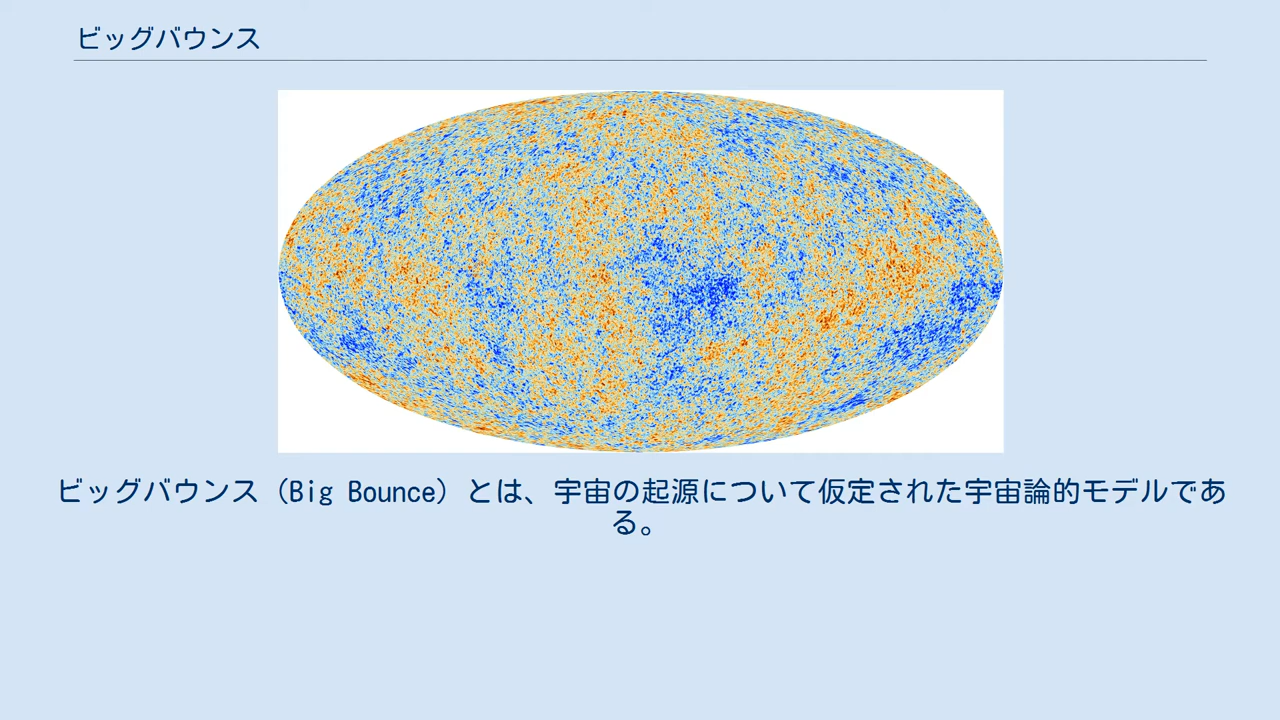 ビッグバウンス
ビッグバウンス（Big Bounce）とは、宇宙の起源について仮定された宇宙論的モデルであ
る。